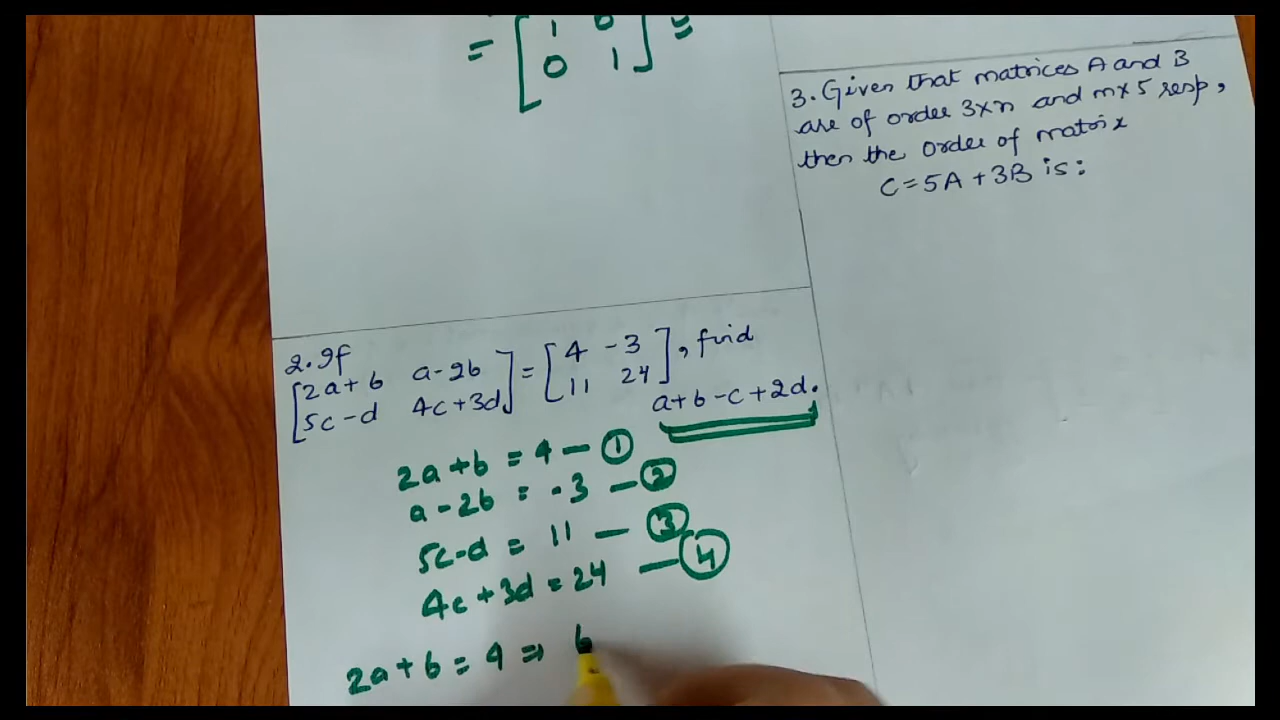 = [1 0
0 1] =
3. Given that matrices A and B
are of order 3×n and m×5 resp,
then the order of matrix
C=5A+3B is:
2. If
[2a+b a-2b
5c-d 4c+3d] = [4 -3
11 24], find
a+b-c+2d.
2a+b = 4 — ①
a-2b = -3 — ②
5c-d = 11 — ③
4c+3d = 24 — ④
2a+b = 4 ⇒ b